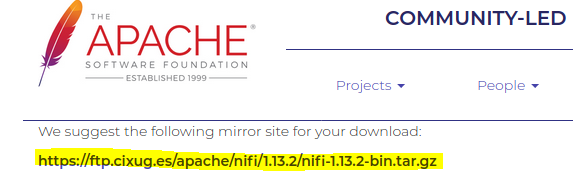 THE
APACHE®
SOFTWARE FOUNDATION
ESTABLISHED 1999
COMMUNITY-LED
Projects People
We suggest the following mirror site for your download:
https://ftp.cixug.es/apache/nifi/1.13.2/nifi-1.13.2-bin.tar.gz